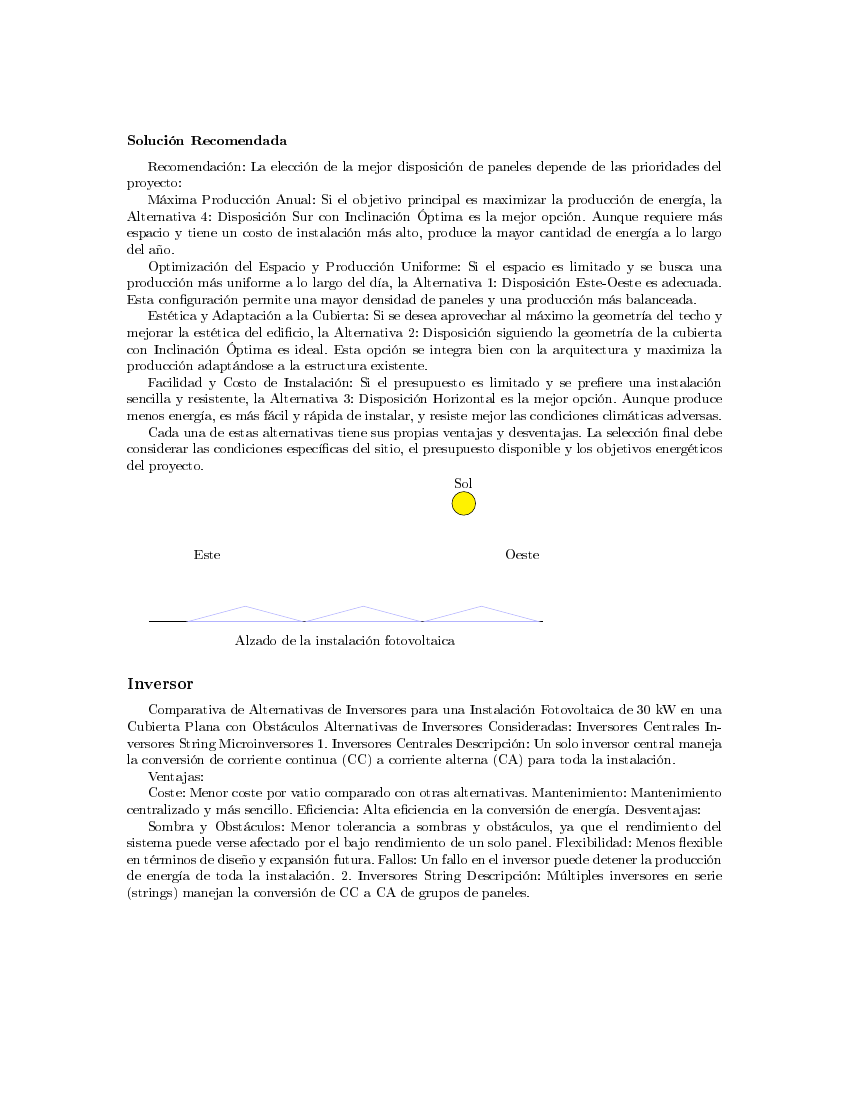 Solución Recomendada
Recomendación: La elección de la mejor disposición de paneles depende de las prioridades del
proyecto:
Máxima Producción Anual: Si el objetivo principal es maximizar la producción de energía, la
Alternativa 4: Disposición Sur con Inclinación Óptima es la mejor opción. Aunque requiere más
espacio y tiene un costo de instalación más alto, produce la mayor cantidad de energía a lo largo
del año.
Optimización del Espacio y Producción Uniforme: Si el espacio es limitado y se busca una
producción más uniforme a lo largo del día, la Alternativa 1: Disposición Este-Oeste es adecuada.
Esta configuración permite una mayor densidad de paneles y una producción más balanceada.
Estética y Adaptación a la Cubierta: Si se desea aprovechar al máximo la geometría del techo y
mejorar la estética del edificio, la Alternativa 2: Disposición siguiendo la geometría de la cubierta
con Inclinación Óptima es ideal. Esta opción se integra bien con la arquitectura y maximiza la
producción adaptándose a la estructura existente.
Facilidad y Costo de Instalación: Si el presupuesto es limitado y se prefiere una instalación
sencilla y resistente, la Alternativa 3: Disposición Horizontal es la mejor opción. Aunque produce
menos energía, es más fácil y rápida de instalar, y resiste mejor las condiciones climáticas adversas.
Cada una de estas alternativas tiene sus propias ventajas y desventajas. La selección final debe
considerar las condiciones específicas del sitio, el presupuesto disponible y los objetivos energéticos
del proyecto.
Sol
Este Oeste
Alzado de la instalación fotovoltaica
Inversor
Comparativa de Alternativas de Inversores para una Instalación Fotovoltaica de 30 kW en una
Cubierta Plana con Obstáculos Alternativas de Inversores Consideradas: Inversores Centrales In-
versores String Microinversores 1. Inversores Centrales Descripción: Un solo inversor central maneja
la conversión de corriente continua (CC) a corriente alterna (CA) para toda la instalación.
Ventajas:
Coste: Menor coste por vatio comparado con otras alternativas. Mantenimiento: Mantenimiento
centralizado y más sencillo. Eficiencia: Alta eficiencia en la conversión de energía. Desventajas:
Sombra y Obstáculos: Menor tolerancia a sombras y obstáculos, ya que el rendimiento del
sistema puede verse afectado por el bajo rendimiento de un solo panel. Flexibilidad: Menos flexible
en términos de diseño y expansión futura. Fallos: Un fallo en el inversor puede detener la producción
de energía de toda la instalación. 2. Inversores String Descripción: Múltiples inversores en serie
(strings) manejan la conversión de CC a CA de grupos de paneles.